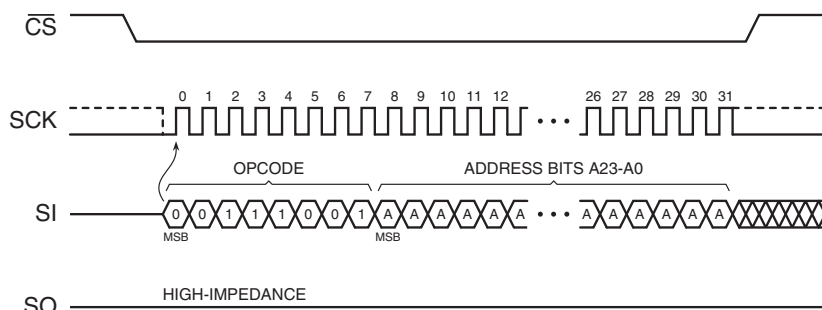 CS
0 1 2 3 4 5 6 7 8 9 10 11 12 26 27 28 29 30 31
SCK
OPCODE ADDRESS BITS A23-A0
SI 0 0 1 1 1 0 0 1 A A A A A A A A A A A A
MSB MSB
HIGH-IMPEDANCE
SO